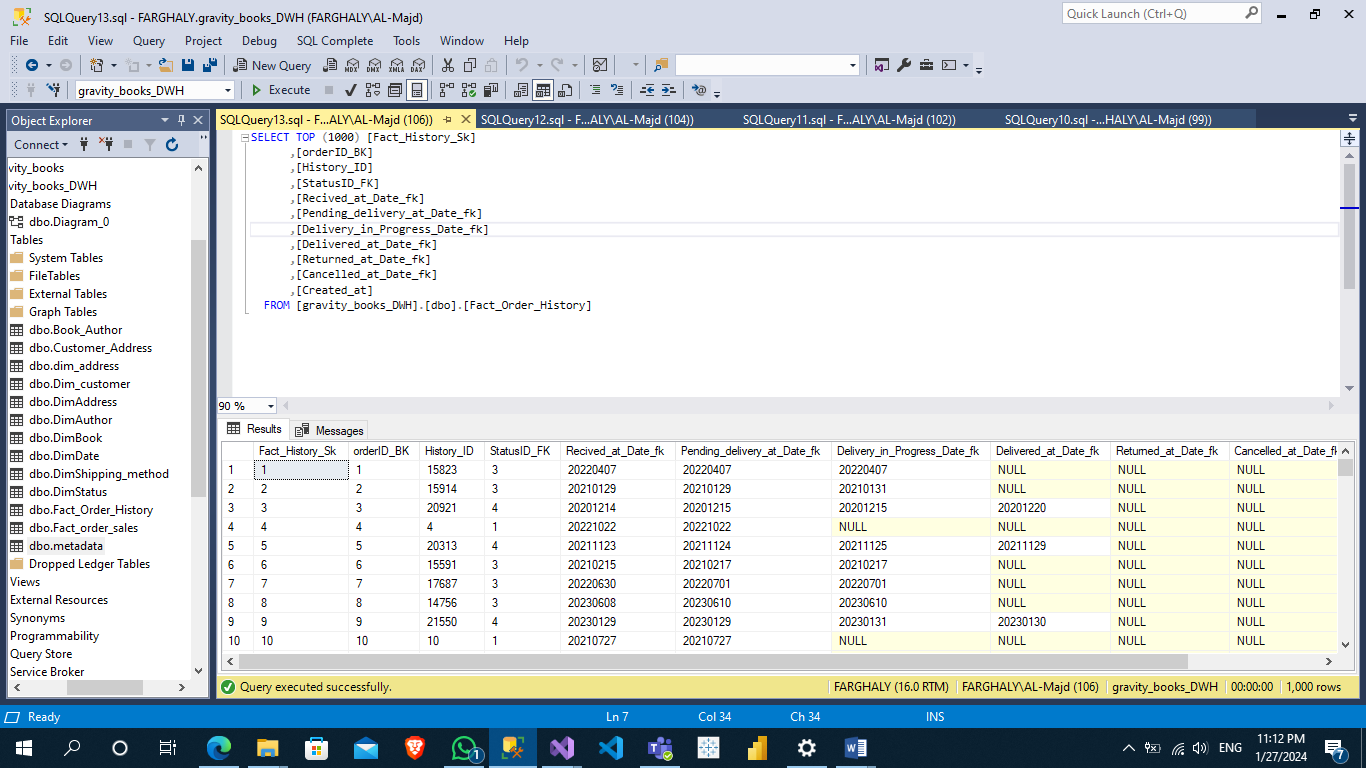 SQLQuery13.sql - FARGHALY.gravity_books_DWH (FARGHALY\AL-Majd)
Quick Launch (Ctrl+Q)
File Edit View Query Project Debug SQL Complete Tools Window Help
New Query MDX DMX XMLA DAX
gravity_books_DWH Execute
Object Explorer
Connect
vity_books
vity_books_DWH
Database Diagrams
dbo.Diagram_0
Tables
System Tables
FileTables
External Tables
Graph Tables
dbo.Book_Author
dbo.Customer_Address
dbo.dim_address
dbo.Dim_customer
dbo.DimAddress
dbo.DimAuthor
dbo.DimBook
dbo.DimDate
dbo.DimShipping_method
dbo.DimStatus
dbo.Fact_Order_History
dbo.Fact_order_sales
dbo.metadata
Dropped Ledger Tables
Views
External Resources
Synonyms
Programmability
Query Store
Service Broker
SQLQuery13.sql - F...ALY\AL-Majd (106)) SQLQuery12.sql - F...ALY\AL-Majd (104)) SQLQuery11.sql - F...ALY\AL-Majd (102)) SQLQuery10.sql -...HALY\AL-Majd (99))
SELECT TOP (1000) [Fact_History_Sk]
,[orderID_BK]
,[History_ID]
,[StatusID_FK]
,[Recived_at_Date_fk]
,[Pending_delivery_at_Date_fk]
,[Delivery_in_Progress_Date_fk]
,[Delivered_at_Date_fk]
,[Returned_at_Date_fk]
,[Cancelled_at_Date_fk]
,[Created_at]
FROM [gravity_books_DWH].[dbo].[Fact_Order_History]
90 %
Results Messages
Fact_History_Sk orderID_BK History_ID StatusID_FK Recived_at_Date_fk Pending_delivery_at_Date_fk Delivery_in_Progress_Date_fk Delivered_at_Date_fk Returned_at_Date_fk Cancelled_at_Date_fk
1 1 1 15823 3 20220407 20220407 20220407 NULL NULL NULL
2 2 2 15914 3 20210129 20210129 20210131 NULL NULL NULL
3 3 3 20921 4 20201214 20201215 20201215 20201220 NULL NULL
4 4 4 4 1 20221022 20221022 NULL NULL NULL NULL
5 5 5 20313 4 20211123 20211124 20211125 20211129 NULL NULL
6 6 6 15591 3 20210215 20210217 20210217 NULL NULL NULL
7 7 7 17687 3 20220630 20220701 20220701 NULL NULL NULL
8 8 8 14756 3 20230608 20230610 20230610 NULL NULL NULL
9 9 9 21550 4 20230129 20230129 20230131 20230130 NULL NULL
10 10 10 10 1 20210727 20210727 NULL NULL NULL NULL
Query executed successfully. FARGHALY (16.0 RTM) FARGHALY\AL-Majd (106) gravity_books_DWH 00:00:00 1,000 rows
Ready Ln 7 Col 34 Ch 34 INS
1 ENG 11:12 PM 7
1/27/2024